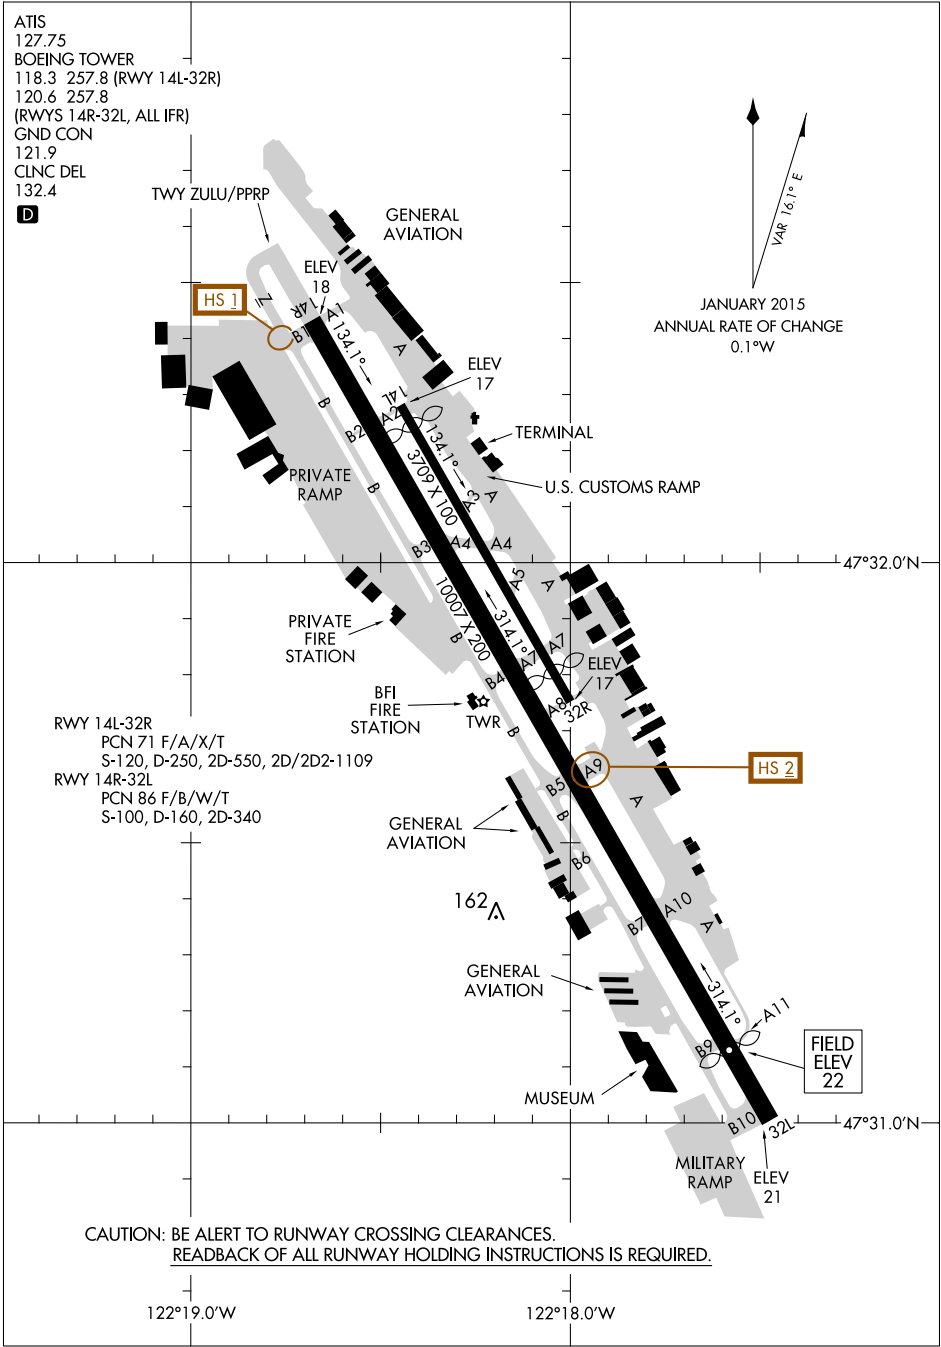 ATIS
127.75
BOEING TOWER
118.3 257.8 (RWY 14L-32R)
120.6 257.8
(RWYS 14R-32L, ALL IFR)
GND CON
121.9
CLNC DEL
132.4
D
TWY ZULU/PPRP
GENERAL
AVIATION
VAR 16.1° E
JANUARY 2015
ANNUAL RATE OF CHANGE
0.1°W
HS 1
ELEV
18
Z
14R
A1
B1
134.1°
A
ELEV
17
14L
B
A2
B2
134.1°
TERMINAL
3709 X 100
U.S. CUSTOMS RAMP
PRIVATE
RAMP
B
A3
A
B3
A4
A4
47°32.0'N
A5
A
10007 X 200
314.1°
PRIVATE
FIRE
STATION
B
A7
A7
B4
ELEV
17
BFI
FIRE
STATION
TWR
A8
32R
B
RWY 14L-32R
PCN 71 F/A/X/T
S-120, D-250, 2D-550, 2D/2D2-1109
RWY 14R-32L
PCN 86 F/B/W/T
S-100, D-160, 2D-340
A9
HS 2
B5
A
B
GENERAL
AVIATION
B6
162
A10
B7
A
GENERAL
AVIATION
314.1°
A11
B9
FIELD
ELEV
22
MUSEUM
B10
32L
47°31.0'N
MILITARY
RAMP
ELEV
21
CAUTION: BE ALERT TO RUNWAY CROSSING CLEARANCES.
READBACK OF ALL RUNWAY HOLDING INSTRUCTIONS IS REQUIRED.
122°19.0'W
122°18.0'W